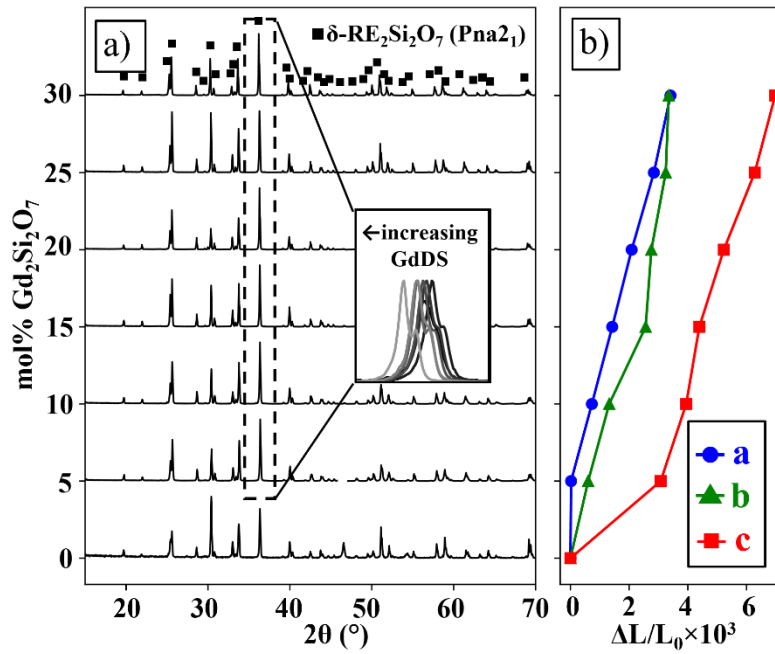 a)
■ δ-RE₂Si₂O₇ (Pna2₁)
←increasing
GdDS
mol% Gd₂Si₂O₇
30
25
20
15
10
5
0
20 30 40 50 60 70
2θ (°)
b)
a
b
c
0 2 4 6
ΔL/L₀×10³